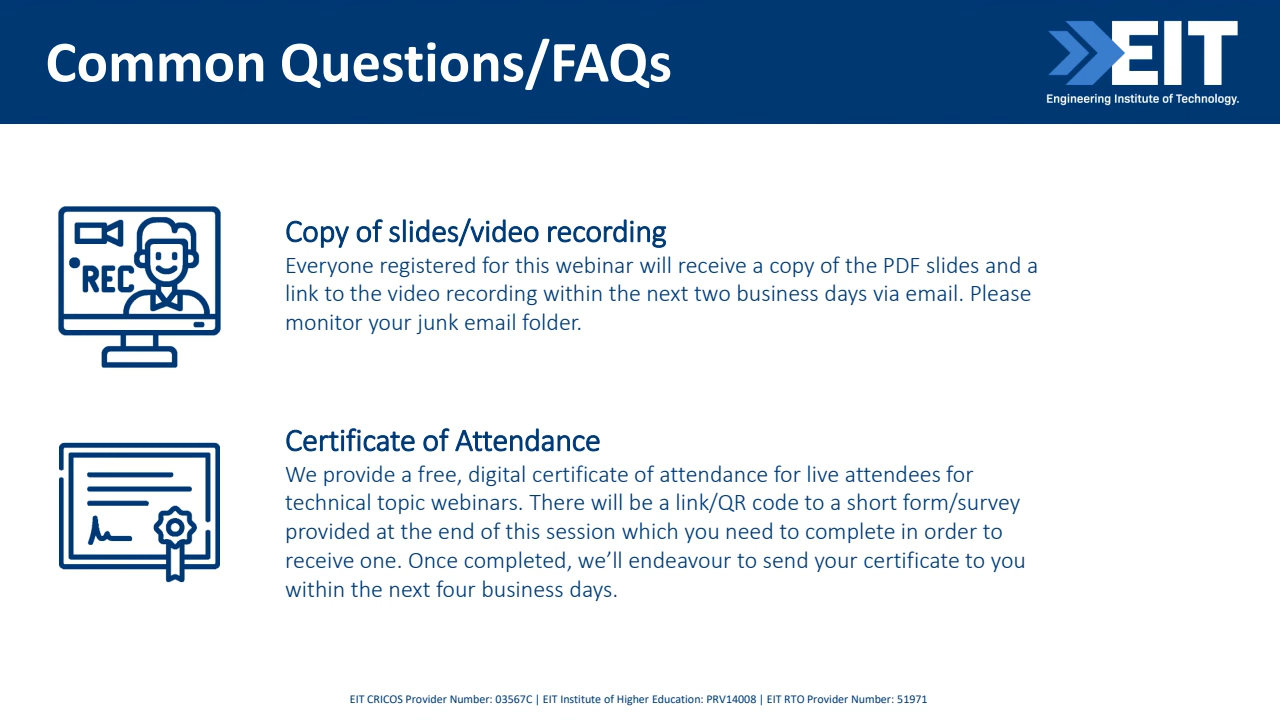 Common Questions/FAQs
EIT
Engineering Institute of Technology.
REC
Copy of slides/video recording
Everyone registered for this webinar will receive a copy of the PDF slides and a
link to the video recording within the next two business days via email. Please
monitor your junk email folder.
Certificate of Attendance
We provide a free, digital certificate of attendance for live attendees for
technical topic webinars. There will be a link/QR code to a short form/survey
provided at the end of this session which you need to complete in order to
receive one. Once completed, we’ll endeavour to send your certificate to you
within the next four business days.
EIT CRICOS Provider Number: 03567C | EIT Institute of Higher Education: PRV14008 | EIT RTO Provider Number: 51971